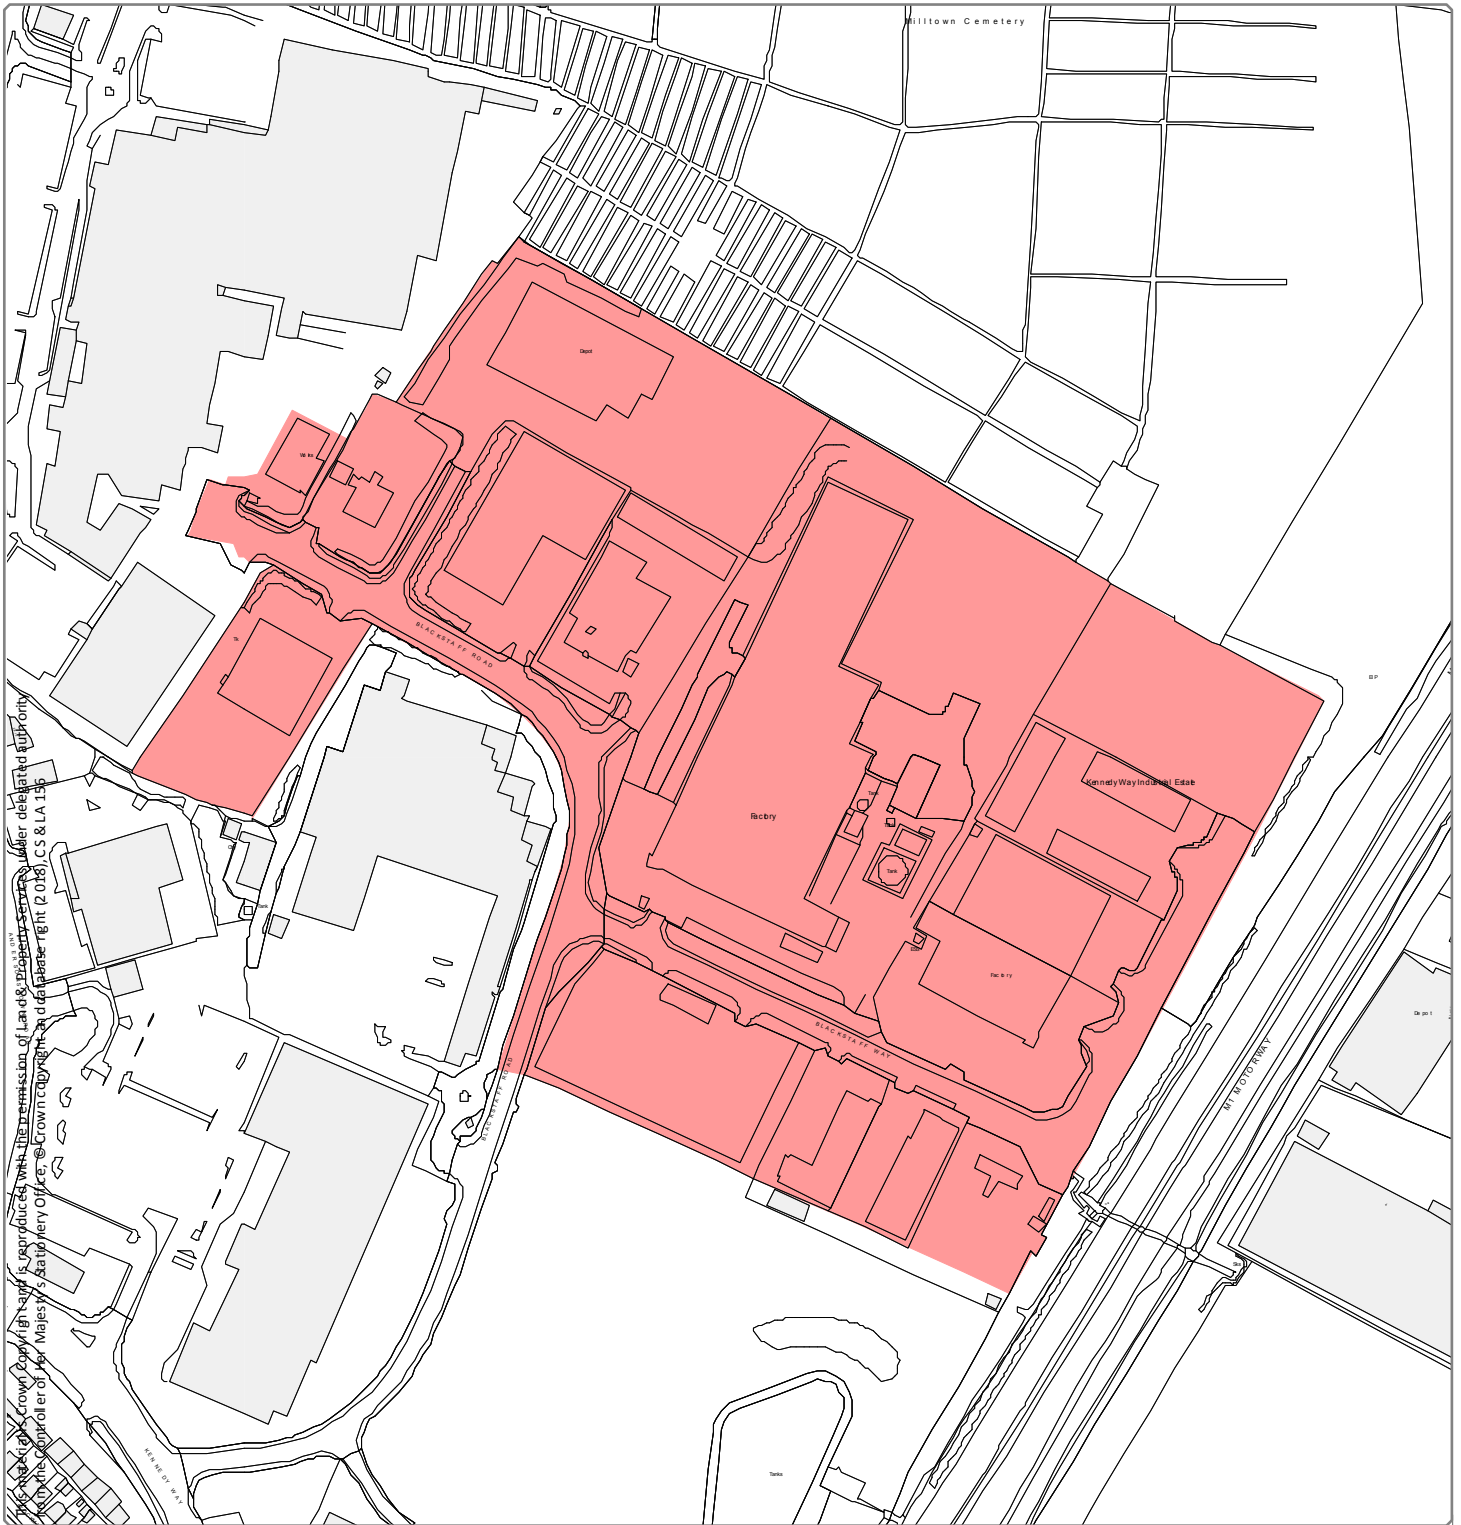 Milltown Cemetery
Depot
Works
BLACKSTAFF ROAD
El P
Kennedy Way Industrial Estate
Tank
Factory
Tank
Factory
Depot
BLACKSTAFF WAY
M1 MOTORWAY
BLACKSTAFF ROAD
Tank
Tanks
KENNEDY WAY
This material is Crown Copyright and is reproduced with the permission of Land & Property Services under delegated authority
from the Controller of Her Majesty's Stationery Office, © Crown copyright and database right (2018) CS & LA 156